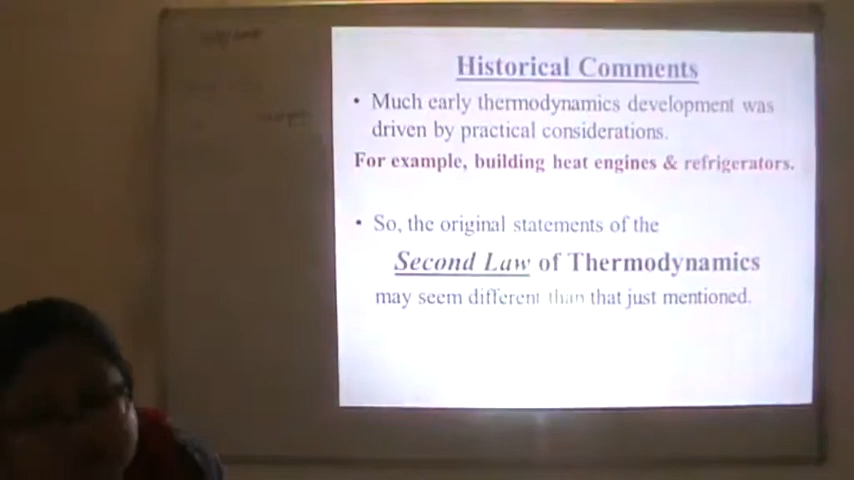 Historical Comments
• Much early thermodynamics development was
driven by practical considerations.
For example, building heat engines & refrigerators.
• So, the original statements of the
Second Law of Thermodynamics
may seem different than that just mentioned.